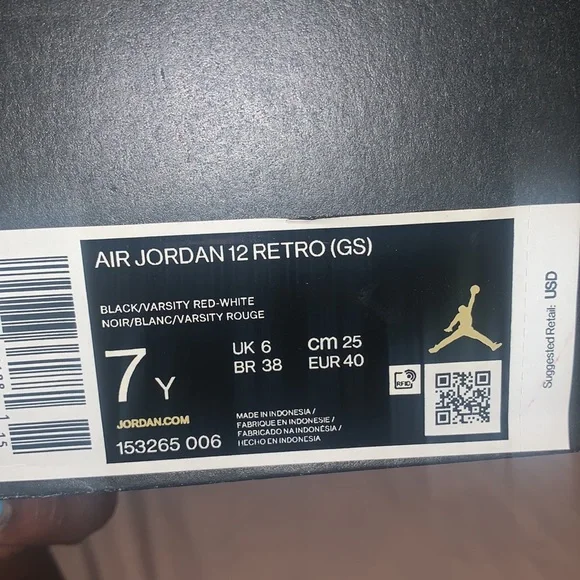 AIR JORDAN 12 RETRO (GS)
BLACK/VARSITY RED-WHITE
NOIR/BLANC/VARSITY ROUGE
7 Y
UK 6
cm 25
BR 38
EUR 40
RFID
JORDAN.COM
153265 006
MADE IN INDONESIA /
FABRIQUE EN INDONESIE /
FABRICADO NA INDONÉSIA /
HECHO EN INDONESIA
Suggested Retail: USD